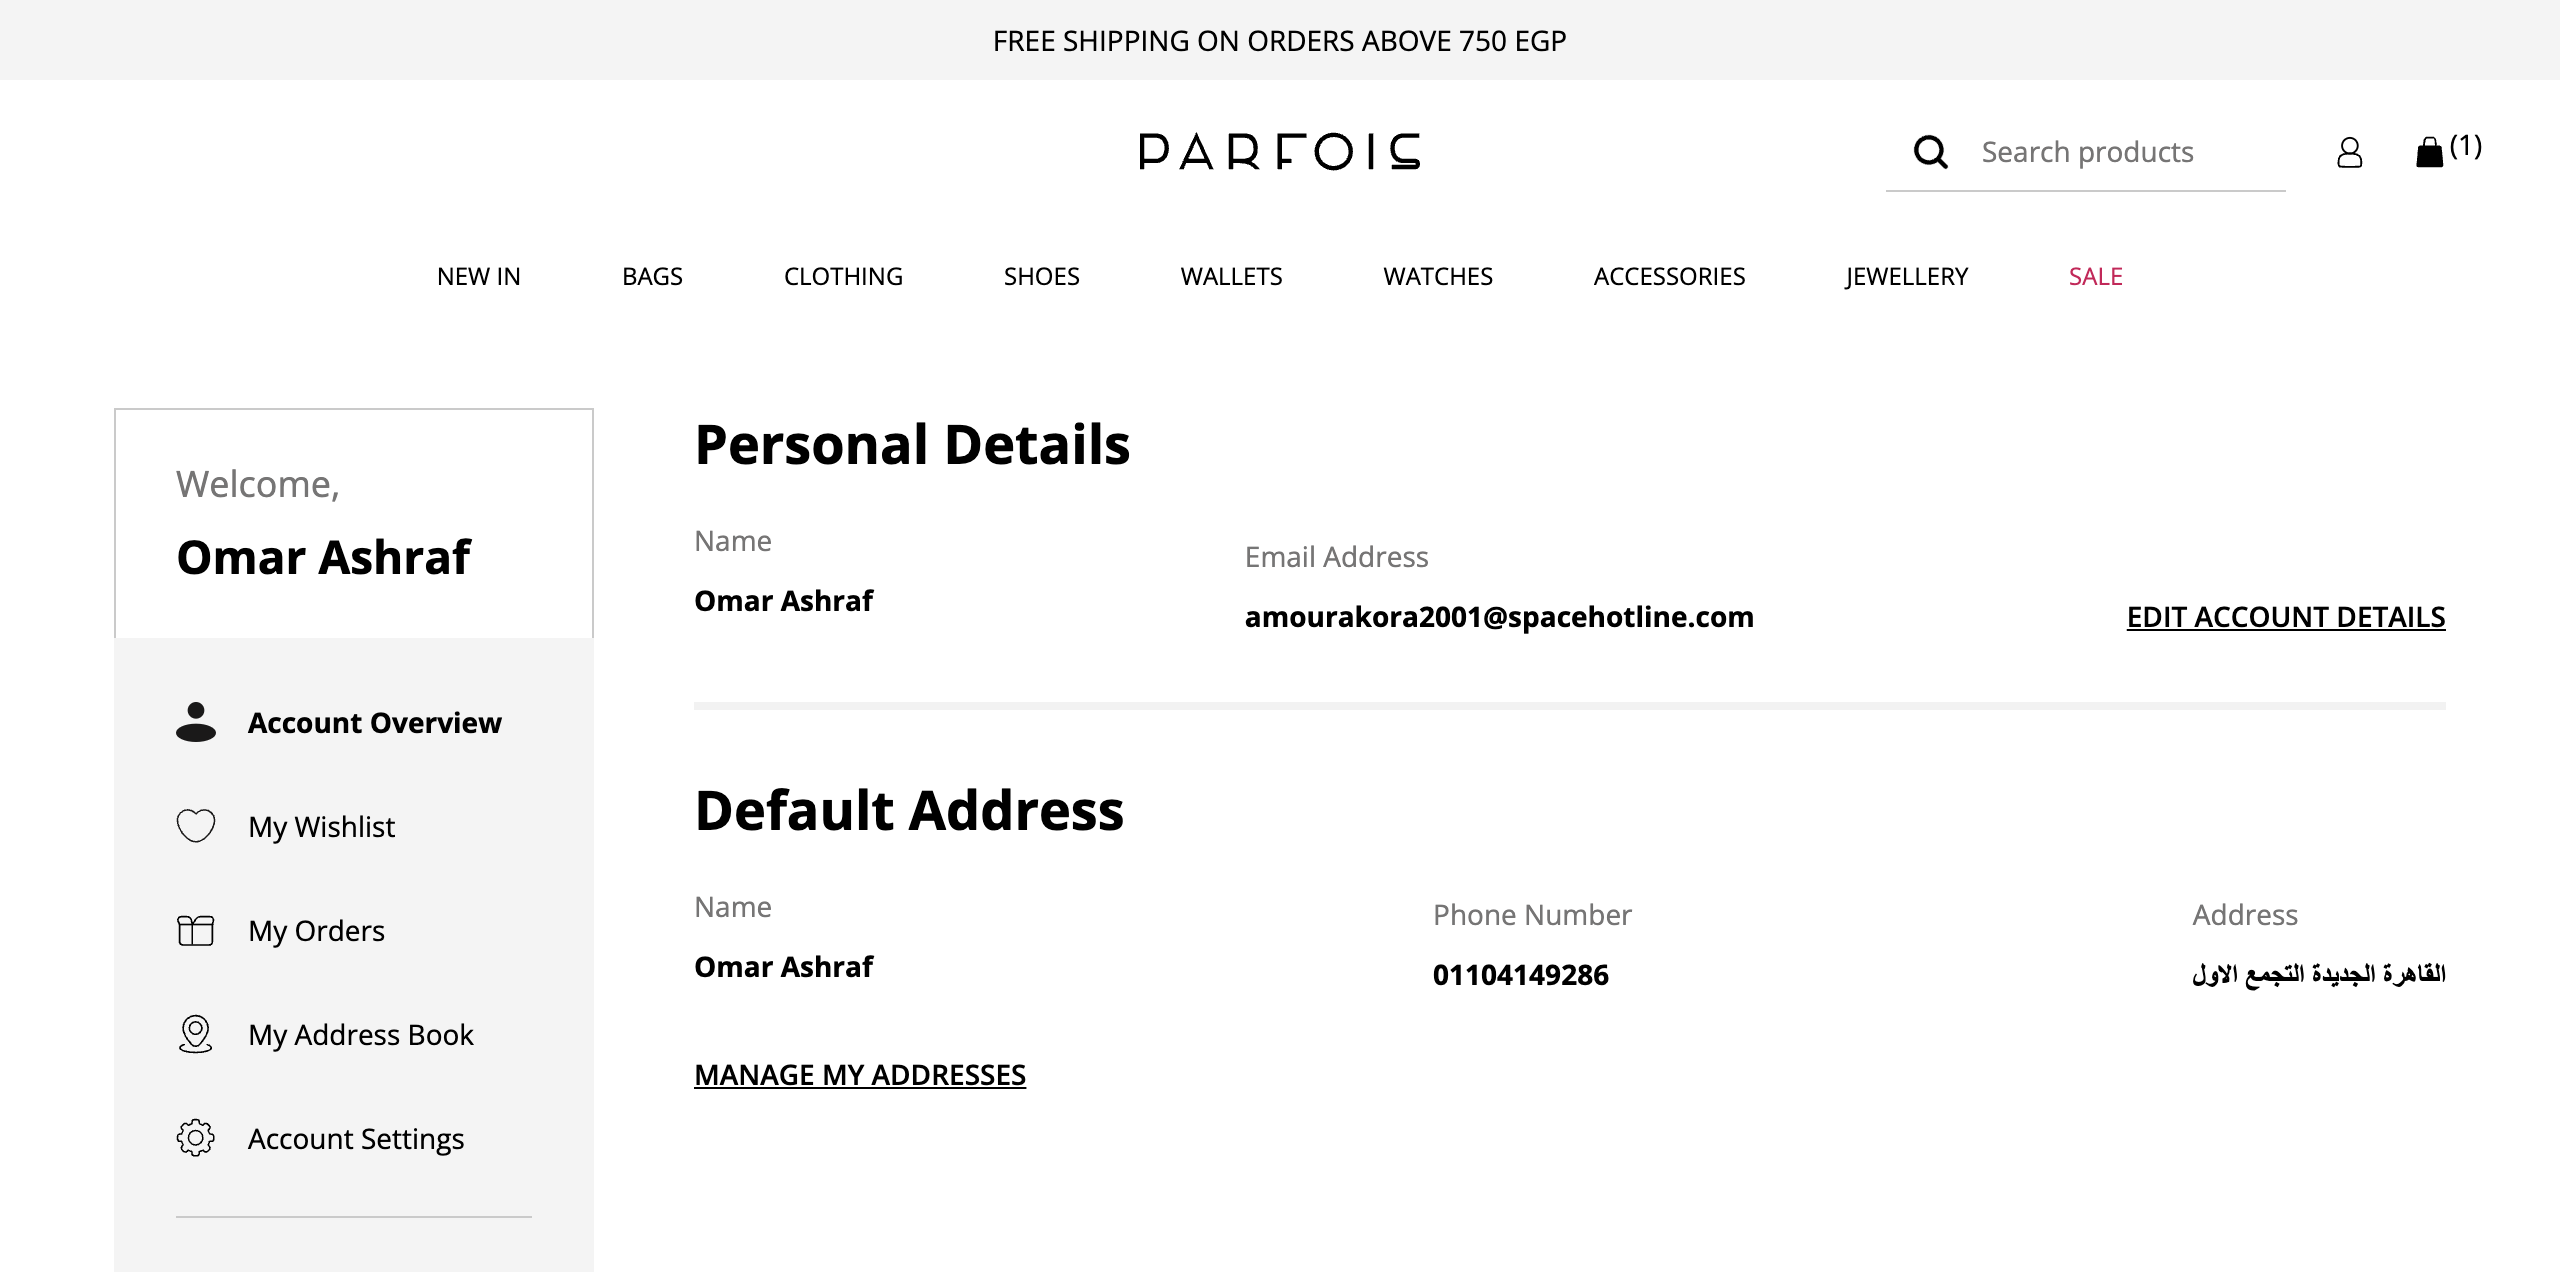 FREE SHIPPING ON ORDERS ABOVE 750 EGP
PARFOIS
Search products
(1)
NEW IN
BAGS
CLOTHING
SHOES
WALLETS
WATCHES
ACCESSORIES
JEWELLERY
SALE
Welcome,
Omar Ashraf
Account Overview
My Wishlist
My Orders
My Address Book
Account Settings
Personal Details
Name
Omar Ashraf
Email Address
amourakora2001@spacehotline.com
EDIT ACCOUNT DETAILS
Default Address
Name
Omar Ashraf
Phone Number
01104149286
Address
القاهرة الجديدة التجمع الاول
MANAGE MY ADDRESSES